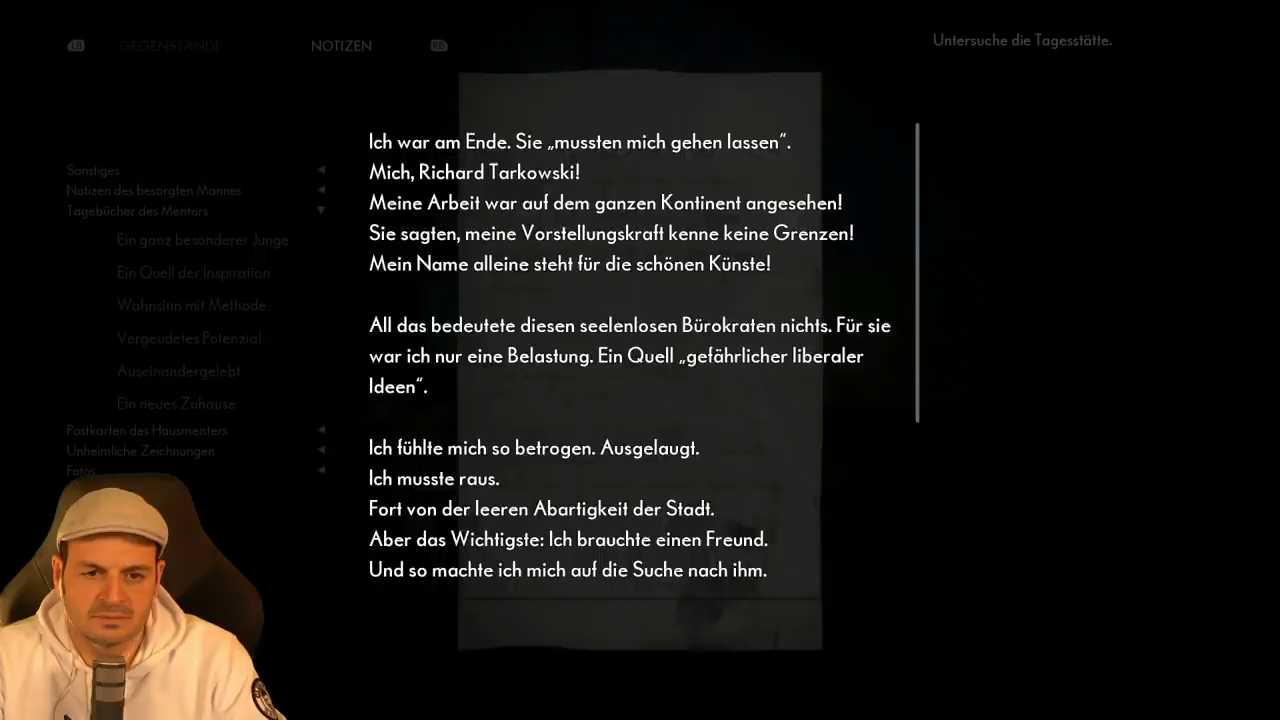 LB
GEGENSTÄNDE
NOTIZEN
RB
Untersuche die Tagesstätte.
Sonstiges
Notizen des besorgten Mannes
Tagebücher des Mentors
Ein ganz besonderer Junge
Ein Quell der Inspiration
Wahnsinn mit Methode
Vergeudetes Potenzial
Auseinandergelebt
Ein neues Zuhause
Postkarten des Hausmeisters
Unheimliche Zeichnungen
Fotos
Ich war am Ende. Sie „mussten mich gehen lassen“.
Mich, Richard Tarkowski!
Meine Arbeit war auf dem ganzen Kontinent angesehen!
Sie sagten, meine Vorstellungskraft kenne keine Grenzen!
Mein Name alleine steht für die schönen Künste!
All das bedeutete diesen seelenlosen Bürokraten nichts. Für sie
war ich nur eine Belastung. Ein Quell „gefährlicher liberaler
Ideen“.
Ich fühlte mich so betrogen. Ausgelaugt.
Ich musste raus.
Fort von der leeren Abartigkeit der Stadt.
Aber das Wichtigste: Ich brauchte einen Freund.
Und so machte ich mich auf die Suche nach ihm.